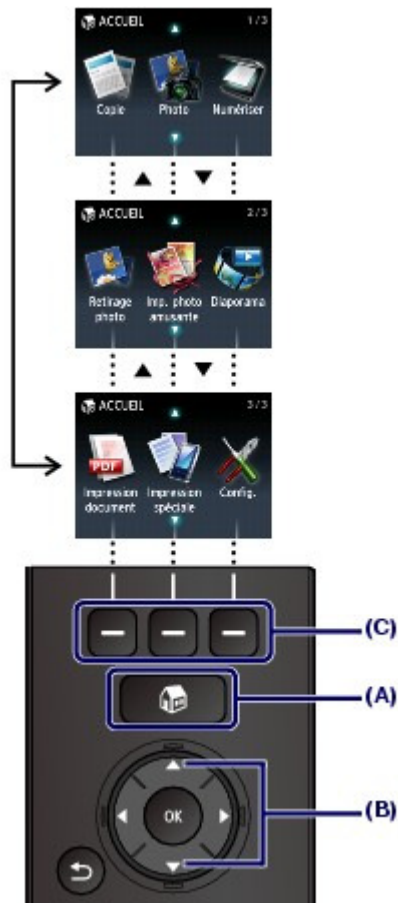 ACCUEIL 1/3
Copie Photo Numériser
ACCUEIL 2/3
Retirage Imp. photo Diaporama
photo amusante
ACCUEIL 3/3
PDF
Impression Impression Config.
document spéciale
(C)
(A)
(B)
OK